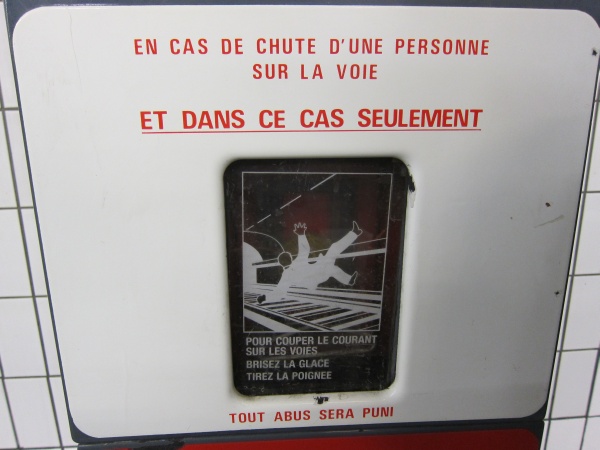 EN CAS DE CHUTE D'UNE PERSONNE
SUR LA VOIE
ET DANS CE CAS SEULEMENT
POUR COUPER LE COURANT
SUR LES VOIES
BRISEZ LA GLACE
TIREZ LA POIGNEE
TOUT ABUS SERA PUNI